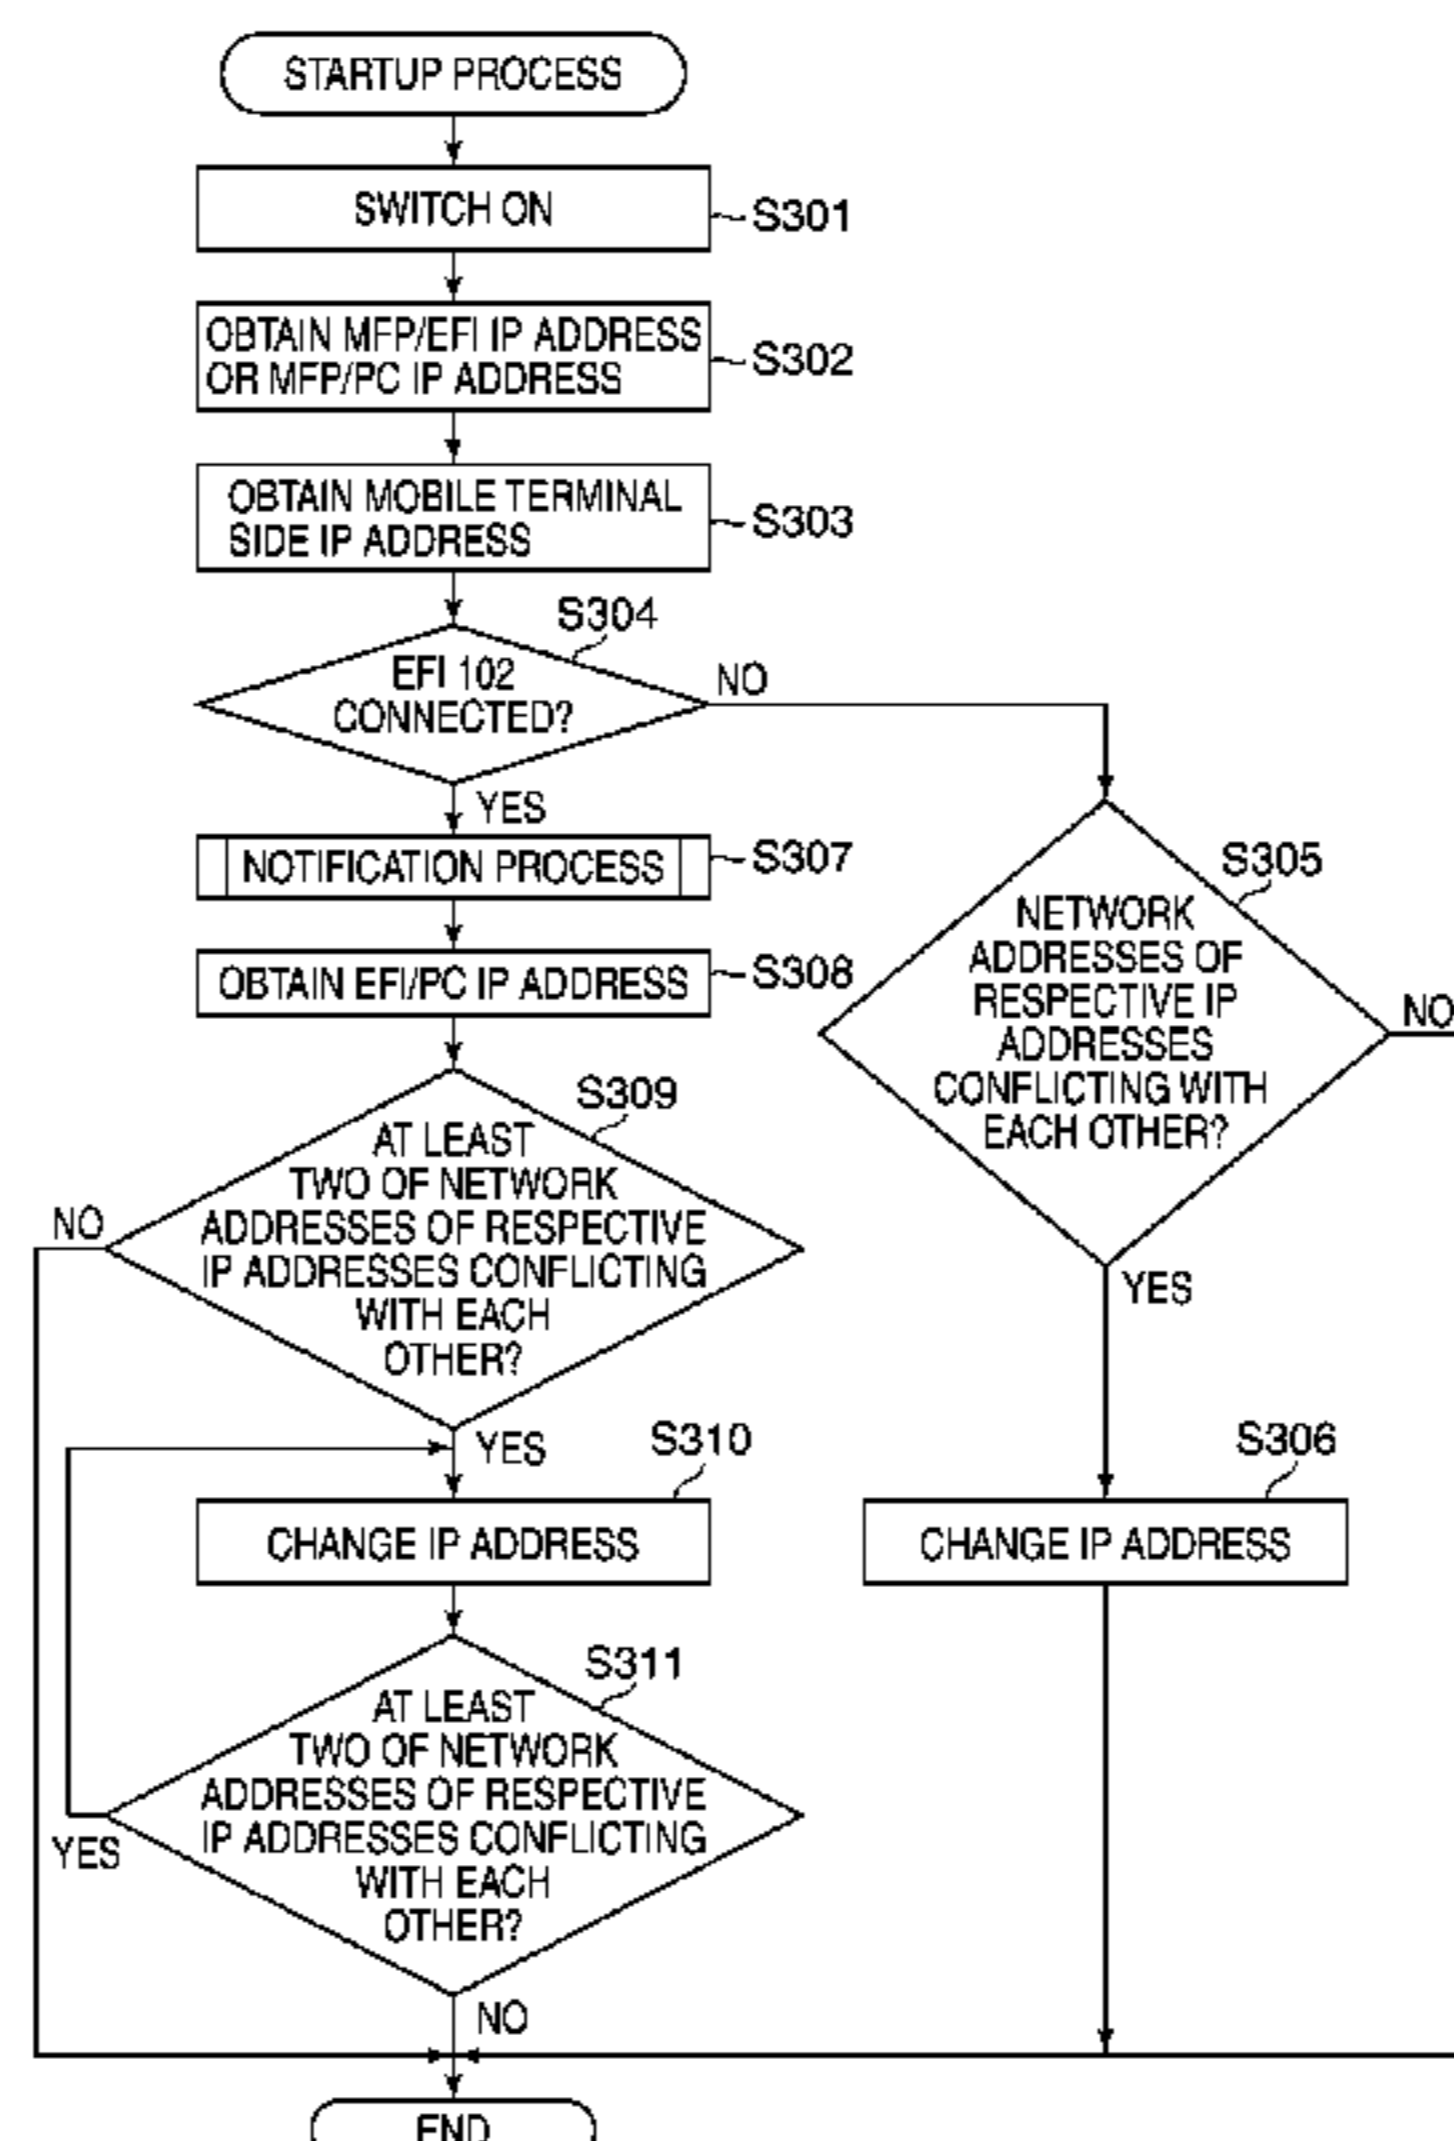 STARTUP PROCESS
SWITCH ON
S301
OBTAIN MFP/EFI IP ADDRESS
OR MFP/PC IP ADDRESS
S302
OBTAIN MOBILE TERMINAL
SIDE IP ADDRESS
S303
S304
EFI 102
CONNECTED?
NO
YES
NOTIFICATION PROCESS
S307
OBTAIN EFI/PC IP ADDRESS
S308
S305
NETWORK
ADDRESSES OF
RESPECTIVE IP
ADDRESSES
CONFLICTING WITH
EACH OTHER?
NO
YES
S309
AT LEAST
TWO OF NETWORK
ADDRESSES OF RESPECTIVE
IP ADDRESSES CONFLICTING
WITH EACH
OTHER?
NO
YES
S310
CHANGE IP ADDRESS
S306
CHANGE IP ADDRESS
S311
AT LEAST
TWO OF NETWORK
ADDRESSES OF RESPECTIVE
IP ADDRESSES CONFLICTING
WITH EACH
OTHER?
YES
NO
END